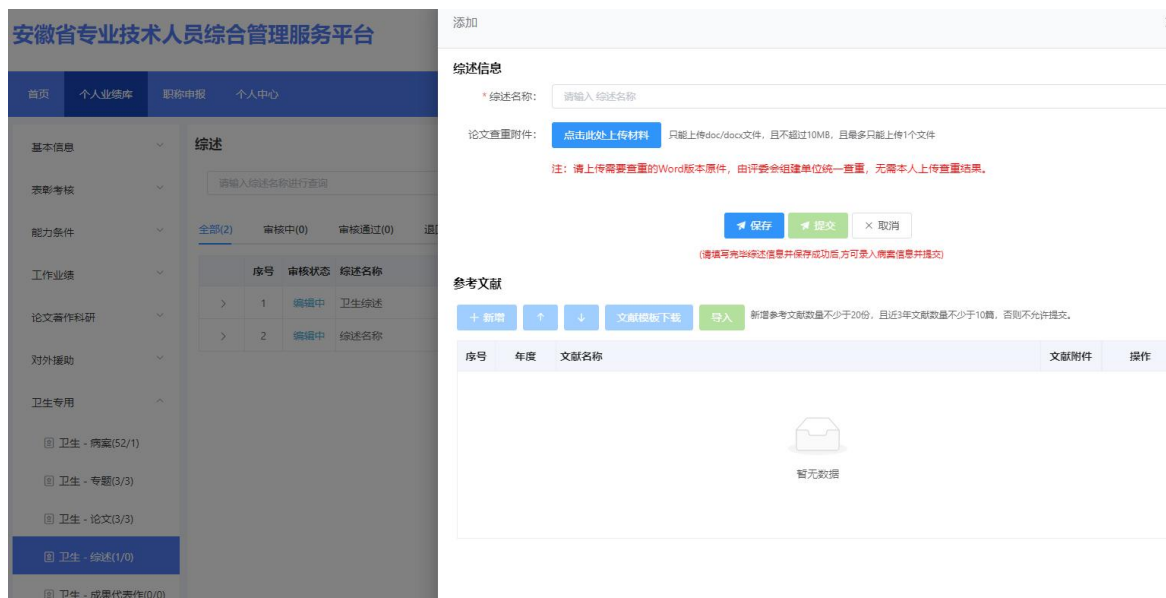 安徽省专业技术人员综合管理服务平台
首页 个人业绩库 职称申报 个人中心
基本信息
表彰考核
能力条件
工作业绩
论文著作科研
对外援助
卫生专用
卫生 - 病案(52/1)
卫生 - 专题(3/3)
卫生 - 论文(3/3)
卫生 - 综述(1/0)
卫生 - 成果代表作(0/0)
综述
请输入综述名称进行查询
全部(2) 审核中(0) 审核通过(0)
序号 审核状态 综述名称
1 编辑中 卫生综述
2 编辑中 综述名称
添加
综述信息
* 综述名称: 请输入 综述名称
论文查重附件: 点击此处上传材料 只能上传doc/docx文件，且不超过10MB，且最多只能上传1个文件
注：请上传需要查重的Word版本原件，由评委会组建单位统一查重，无需本人上传查重结果。
保存 提交 × 取消
(请填写完毕综述信息并保存成功后,方可录入病案信息并提交)
参考文献
+ 新增 ↑ ↓ 文献模板下载 导入 新增参考文献数量不少于20份，且近3年文献数量不少于10篇，否则不允许提交。
序号 年度 文献名称 文献附件 操作
暂无数据